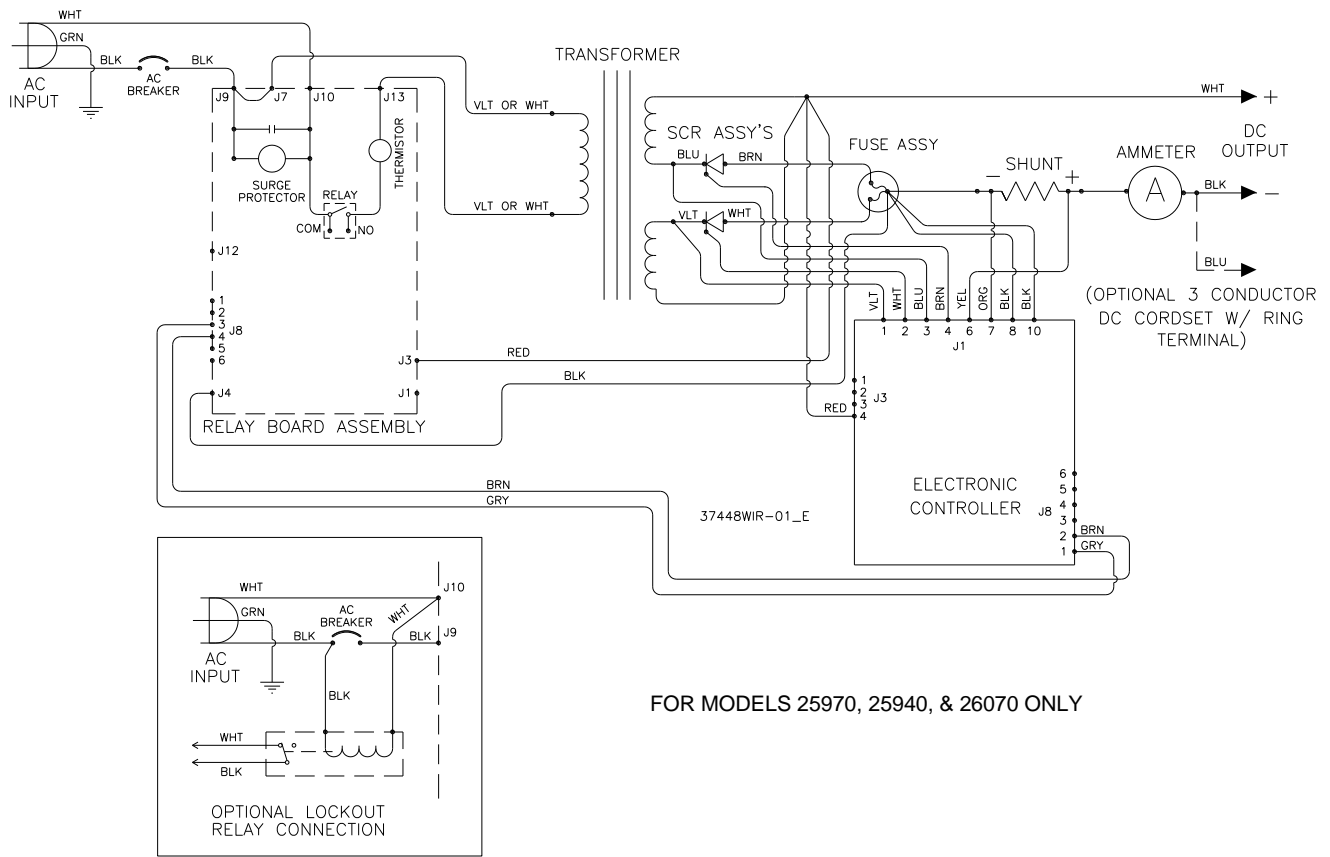 WHT
GRN
BLK
AC
BREAKER
BLK
AC
INPUT
J9
J7
J10
J13
SURGE
PROTECTOR
THERMISTOR
RELAY
COM
NO
J12
1
2
3
4
5
6
J8
J4
J3
J1
RELAY BOARD ASSEMBLY
TRANSFORMER
VLT OR WHT
VLT OR WHT
SCR ASSY'S
BLU
BRN
VLT
WHT
FUSE ASSY
- SHUNT +
AMMETER
A
WHT
+
DC
OUTPUT
BLK
-
BLU
(OPTIONAL 3 CONDUCTOR
DC CORDSET W/ RING
TERMINAL)
VLT
WHT
BLU
BRN
YEL
ORG
BLK
BLK
1 2 3 4 6 7 8 10
J1
RED
BLK
RED
1
2
3
4
J3
ELECTRONIC
CONTROLLER
6
5
4
3
2
1
J8
BRN
GRY
BRN
GRY
37448WIR-01_E
WHT
GRN
BLK
AC
INPUT
AC
BREAKER
BLK
WHT
J10
J9
BLK
WHT
BLK
OPTIONAL LOCKOUT
RELAY CONNECTION
FOR MODELS 25970, 25940, & 26070 ONLY